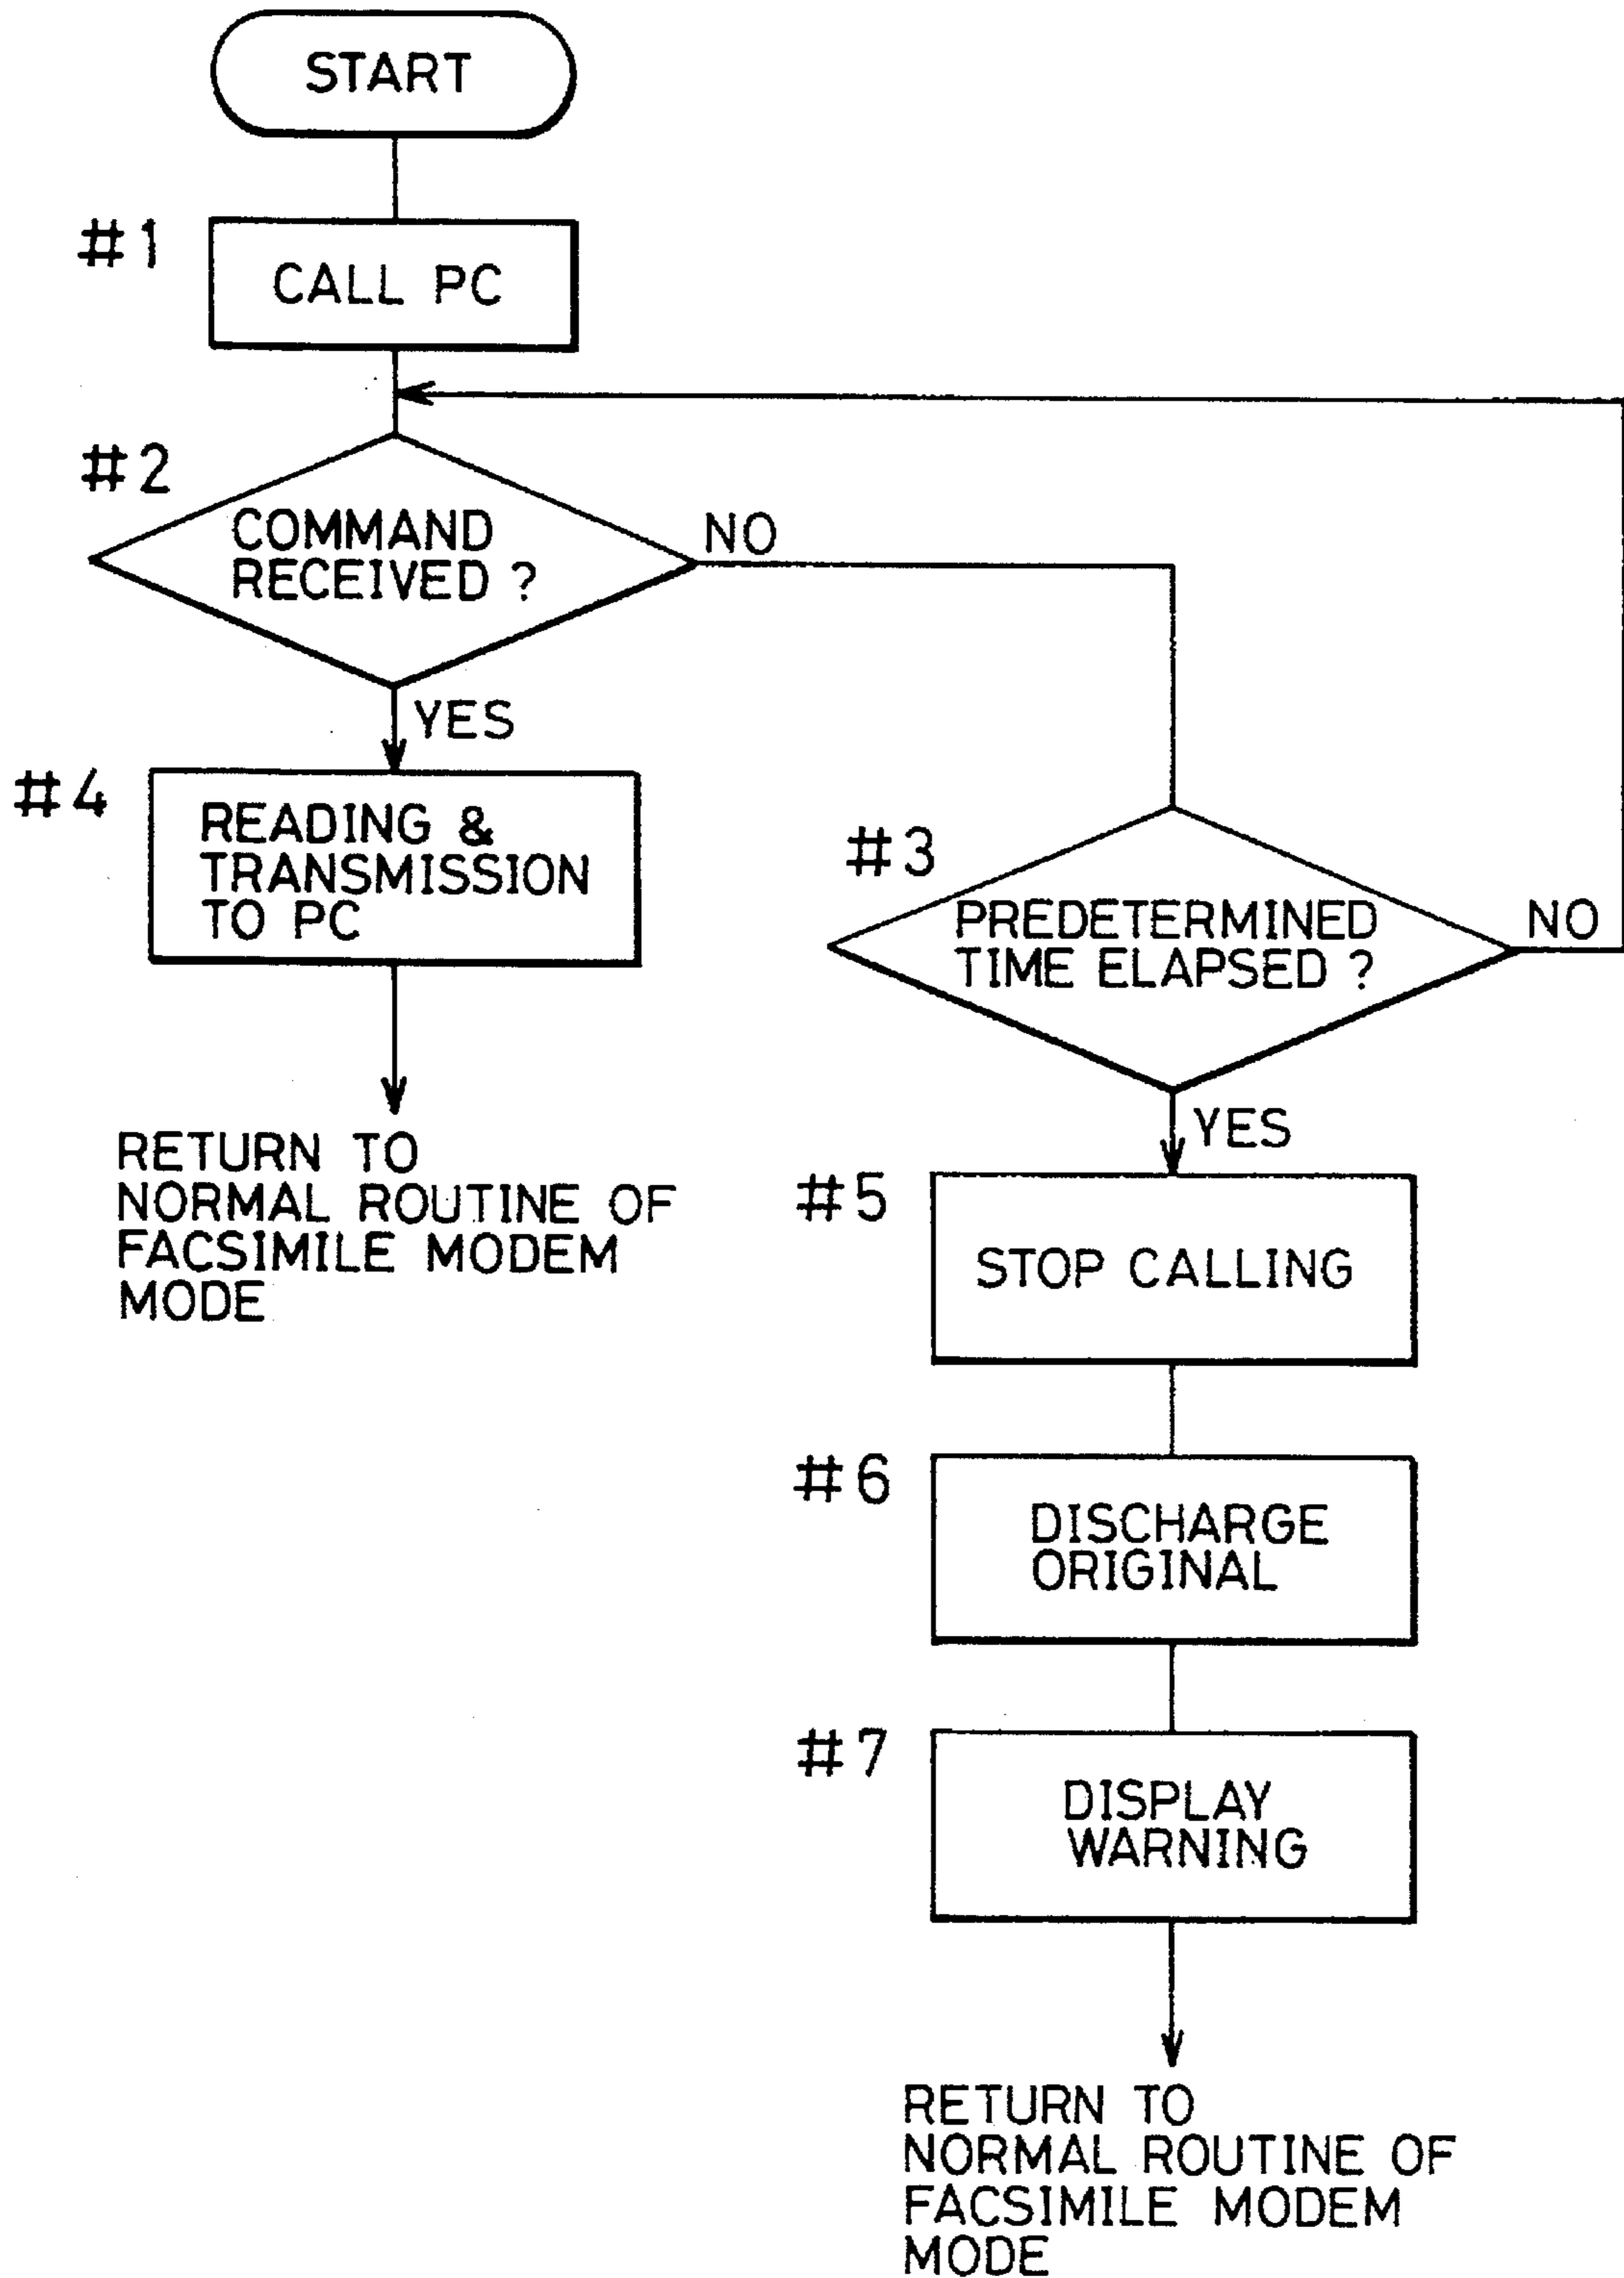 START
#1
CALL PC
#2
COMMAND
RECEIVED ?
NO
YES
#4
READING &
TRANSMISSION
TO PC
RETURN TO
NORMAL ROUTINE OF
FACSIMILE MODEM
MODE
#3
PREDETERMINED
TIME ELAPSED ?
NO
YES
#5
STOP CALLING
#6
DISCHARGE
ORIGINAL
#7
DISPLAY
WARNING
RETURN TO
NORMAL ROUTINE OF
FACSIMILE MODEM
MODE